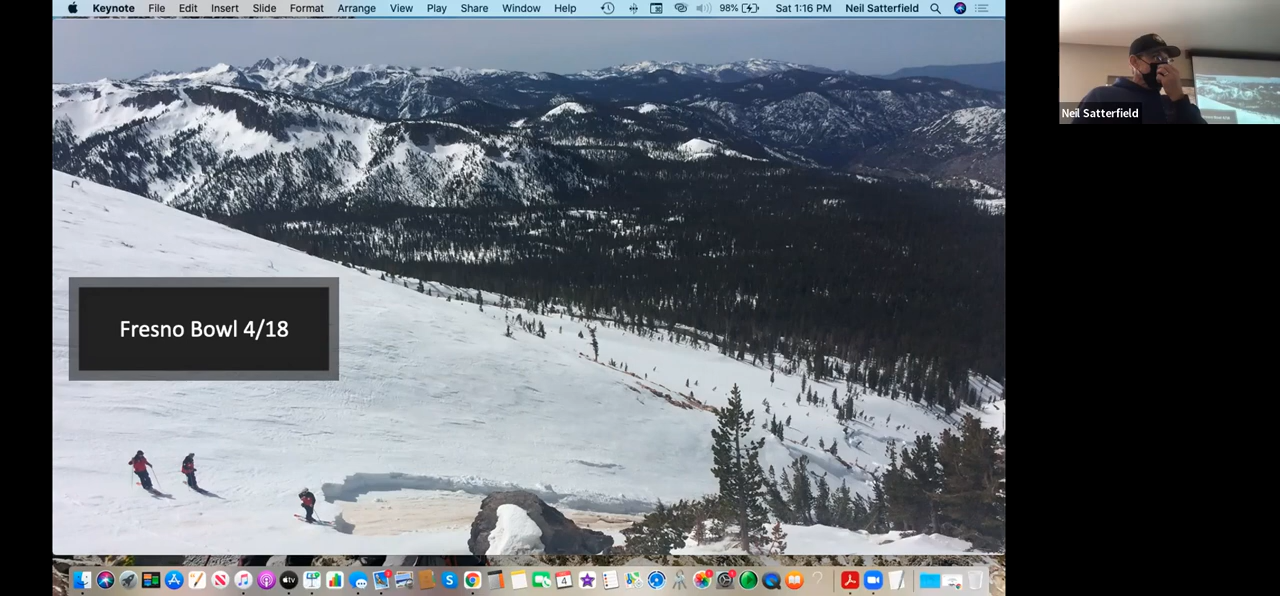 Keynote File Edit Insert Slide Format Arrange View Play Share Window Help 98% Sat 1:16 PM Neil Satterfield
Neil Satterfield
Fresno Bowl 4/18